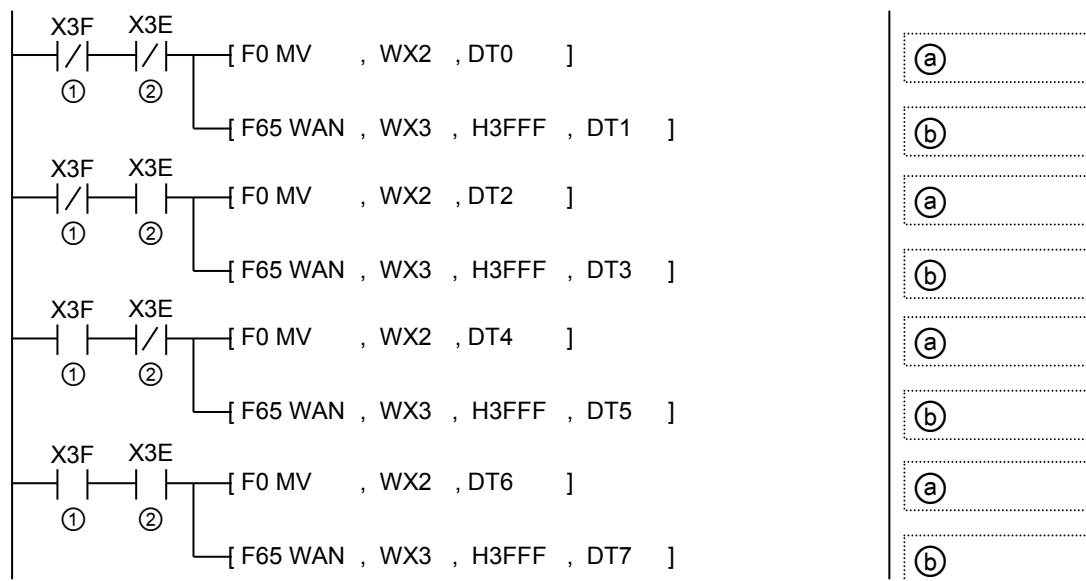 X3F X3E
[ F0 MV , WX2 , DT0 ] ⓐ
① ②
[ F65 WAN , WX3 , H3FFF , DT1 ] ⓑ
X3F X3E
[ F0 MV , WX2 , DT2 ] ⓐ
① ②
[ F65 WAN , WX3 , H3FFF , DT3 ] ⓑ
X3F X3E
[ F0 MV , WX2 , DT4 ] ⓐ
① ②
[ F65 WAN , WX3 , H3FFF , DT5 ] ⓑ
X3F X3E
[ F0 MV , WX2 , DT6 ] ⓐ
① ②
[ F65 WAN , WX3 , H3FFF , DT7 ] ⓑ